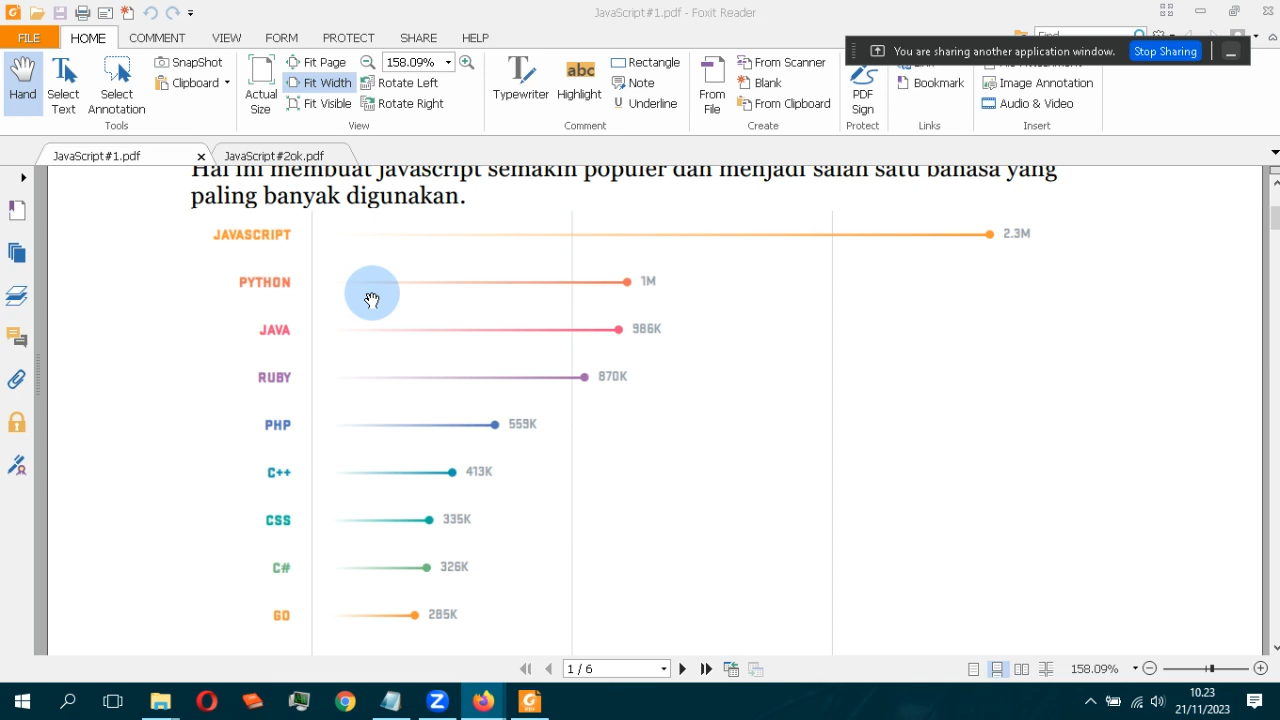 JavaScript#1.pdf - Foxit Reader
FILE HOME COMMENT VIEW FORM PROTECT SHARE HELP
Find
You are sharing another application window. Stop Sharing
Hand
Select Text
Select Annotation
SnapShot
Clipboard
Tools
Actual Size
Fit Page
Fit Width
Fit Visible
158.09%
Rotate Left
Rotate Right
View
Typewriter
abc
Highlight
Rectangle
Note
U Underline
Comment
From File
From Scanner
Blank
From Clipboard
Create
PDF Sign
Protect
Bookmark
Links
Image Annotation
Audio & Video
Insert
JavaScript#1.pdf x JavaScript#2ok.pdf
Hal ini membuat javascript semakin populer dan menjadi salah satu bahasa yang
paling banyak digunakan.
JAVASCRIPT 2.3M
PYTHON 1M
JAVA 986K
RUBY 870K
PHP 559K
C++ 413K
CSS 335K
C# 326K
GO 285K
1 / 6
158.09%
10.23
21/11/2023